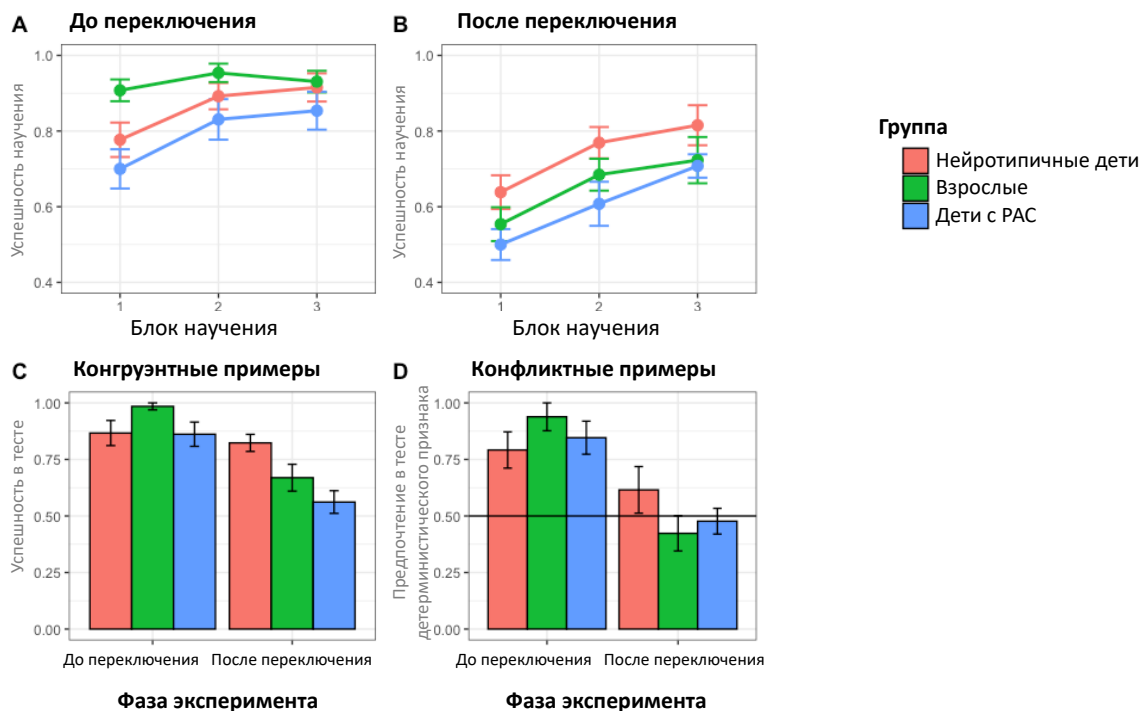 A До переключения
B После переключения
Успешность научения
1.0
0.8
0.6
0.4
1 2 3
Блок научения
Успешность научения
1.0
0.8
0.6
0.4
1 2 3
Блок научения
Группа
Нейротипичные дети
Взрослые
Дети с РАС
C Конгруэнтные примеры
D Конфликтные примеры
Успешность в тесте
1.00
0.75
0.50
0.25
0.00
До переключения После переключения
Фаза эксперимента
Предпочтение в тесте
детерминистического признака
1.00
0.75
0.50
0.25
0.00
До переключения После переключения
Фаза эксперимента